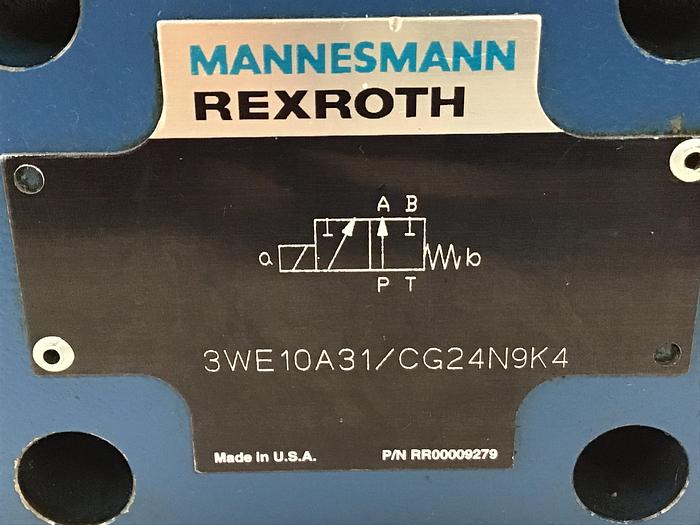 MANNESMANN
REXROTH
A B
a b
P T
3WE10A31/CG24N9K4
Made in U.S.A. P/N RR00009279